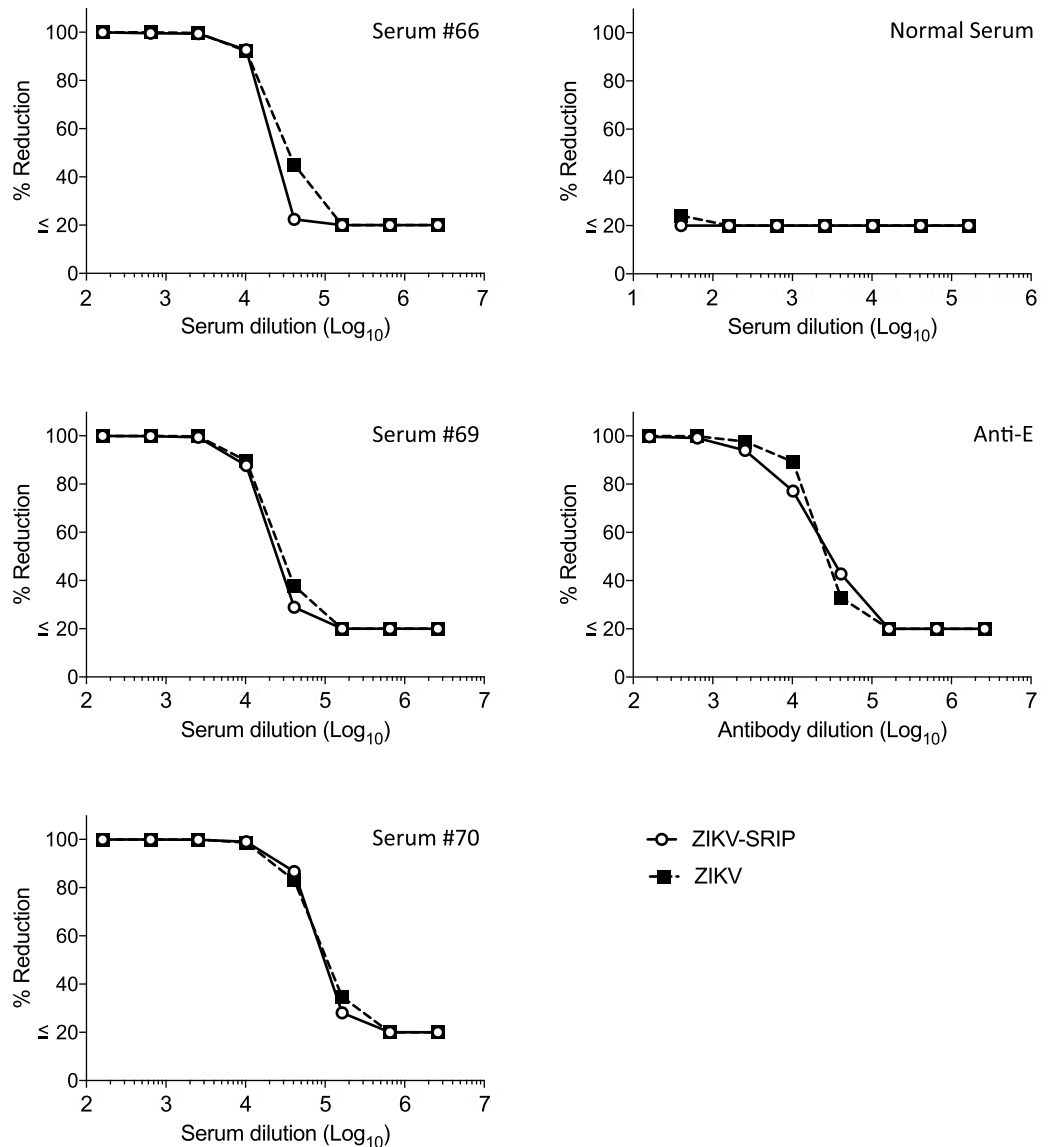 Serum #66
% Reduction
100
80
60
40
≤ 20
0
2 3 4 5 6 7
Serum dilution (Log10)
Normal Serum
% Reduction
100
80
60
40
≤ 20
0
1 2 3 4 5 6
Serum dilution (Log10)
Serum #69
% Reduction
100
80
60
40
≤ 20
0
2 3 4 5 6 7
Serum dilution (Log10)
Anti-E
% Reduction
100
80
60
40
≤ 20
0
2 3 4 5 6 7
Antibody dilution (Log10)
Serum #70
% Reduction
100
80
60
40
≤ 20
0
2 3 4 5 6 7
Serum dilution (Log10)
ZIKV-SRIP
ZIKV